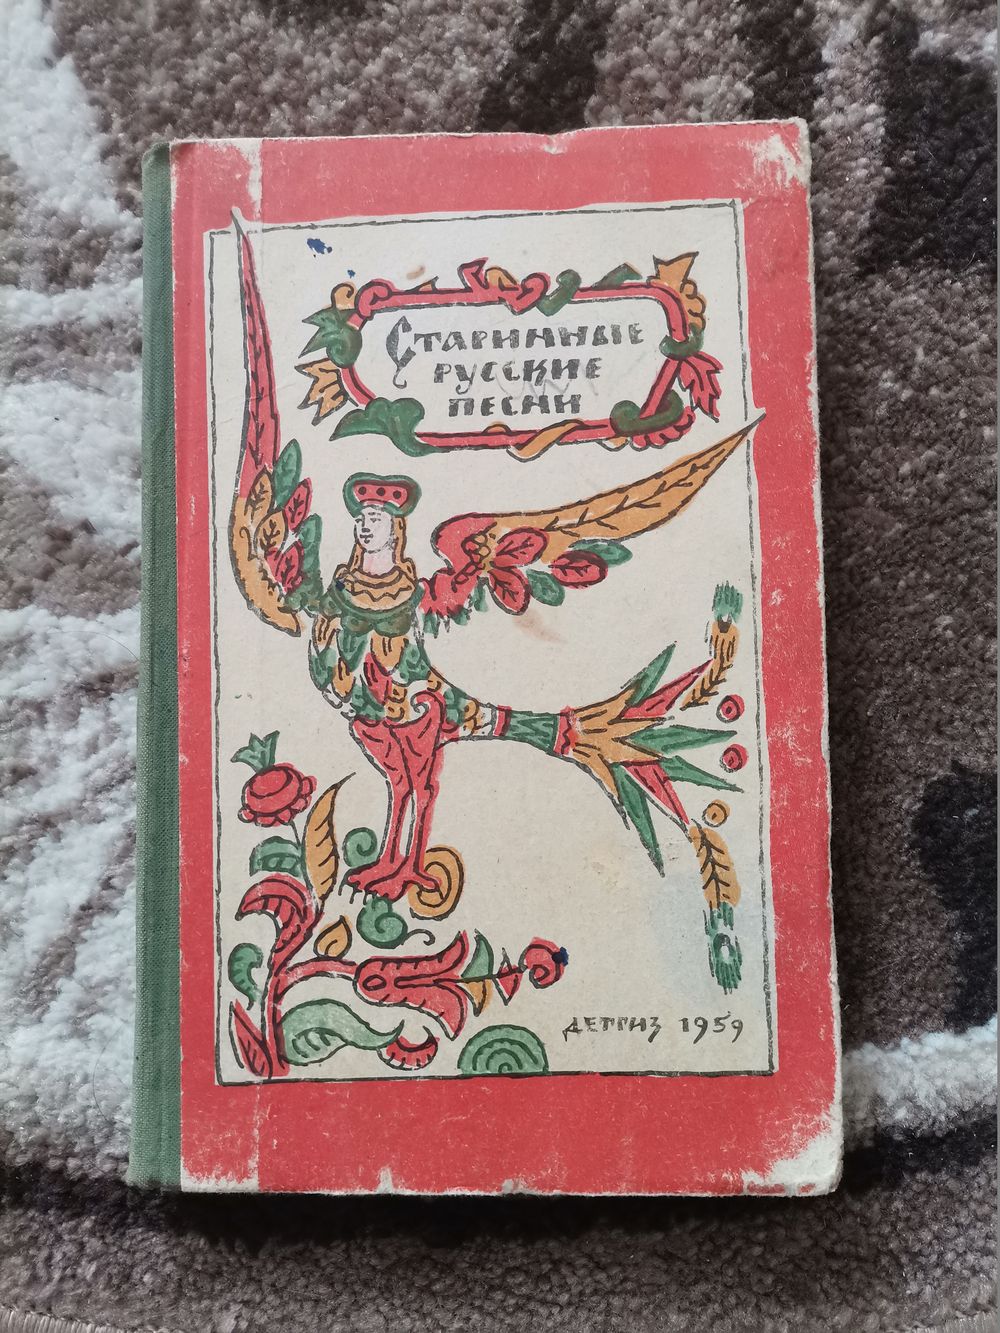 Старинные
русские
песни
Детгиз 1959